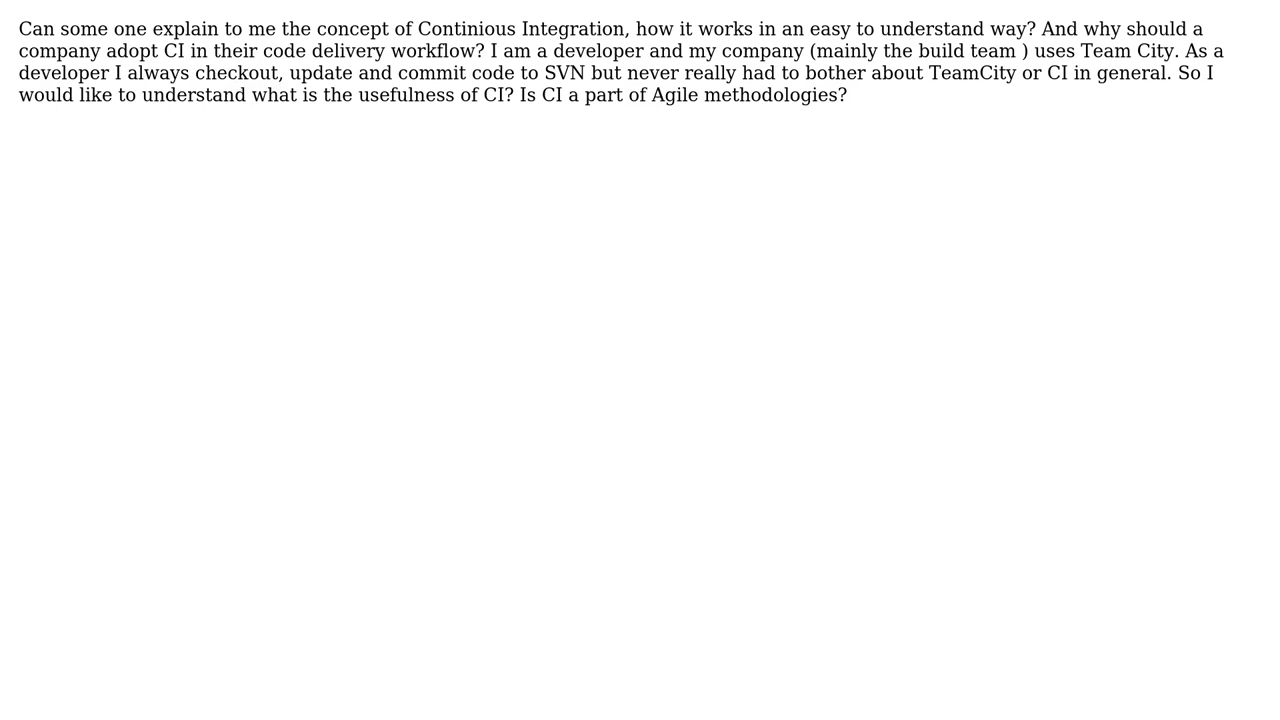 Can some one explain to me the concept of Continious Integration, how it works in an easy to understand way? And why should a
company adopt CI in their code delivery workflow? I am a developer and my company (mainly the build team ) uses Team City. As a
developer I always checkout, update and commit code to SVN but never really had to bother about TeamCity or CI in general. So I
would like to understand what is the usefulness of CI? Is CI a part of Agile methodologies?